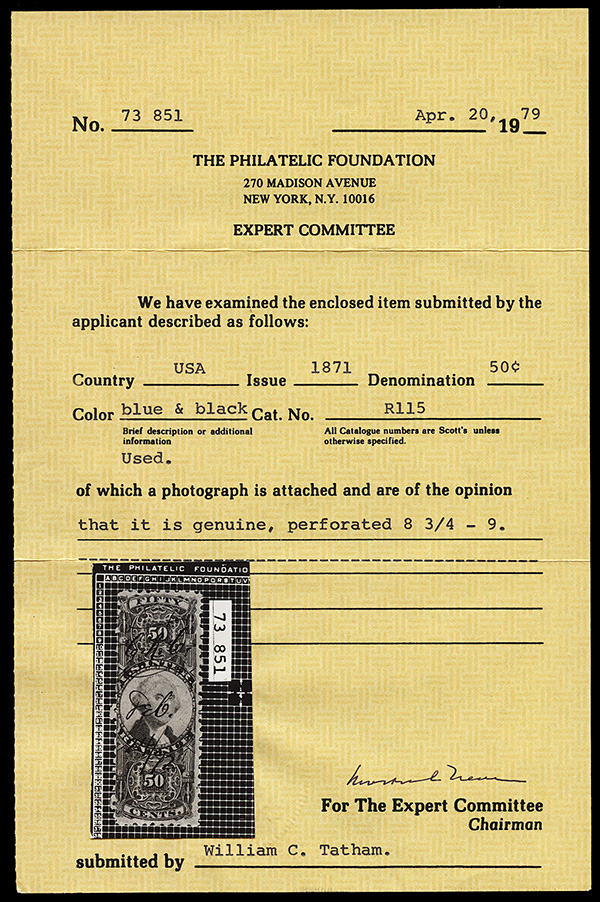 No. 73 851 Apr. 20, 1979
THE PHILATELIC FOUNDATION
270 MADISON AVENUE
NEW YORK, N.Y. 10016
EXPERT COMMITTEE
We have examined the enclosed item submitted by the
applicant described as follows:
Country USA Issue 1871 Denomination 50¢
Color blue & black Cat. No. R115
Brief description or additional information
All Catalogue numbers are Scott's unless otherwise specified.
Used.
of which a photograph is attached and are of the opinion
that it is genuine, perforated 8 3/4 - 9.
THE PHILATELIC FOUNDATIO
ABCDEFGHIJKLMNOPQRSTUV
FIFTY
50
73 851
50
CENTS.
For The Expert Committee
Chairman
submitted by William C. Tatham.